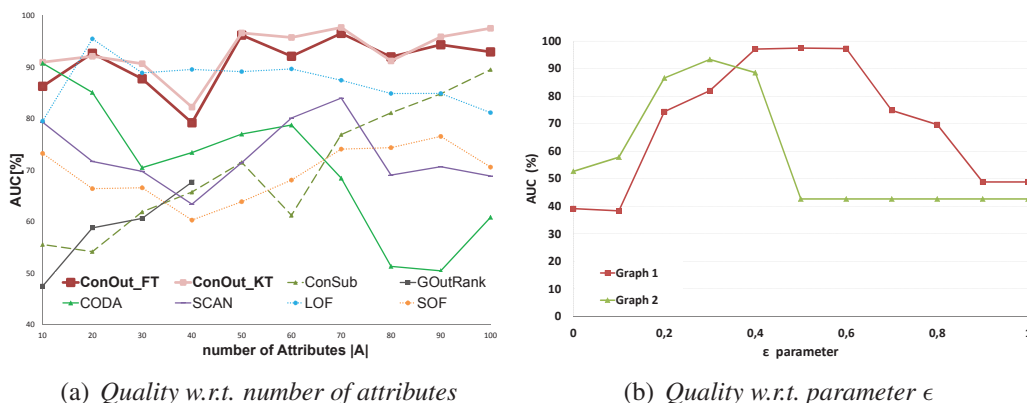 100
90
80
70
60
50
40
AUC[%]
ConOut_FT ConOut_KT ConSub GOutRank
CODA SCAN LOF SOF
10 20 30 40 50 60 70 80 90 100
number of Attributes |A|
(a) Quality w.r.t. number of attributes
100
90
80
70
60
50
40
30
20
10
0
AUC (%)
Graph 1
Graph 2
0 0,2 0,4 0,6 0,8 1
ε parameter
(b) Quality w.r.t. parameter ϵ